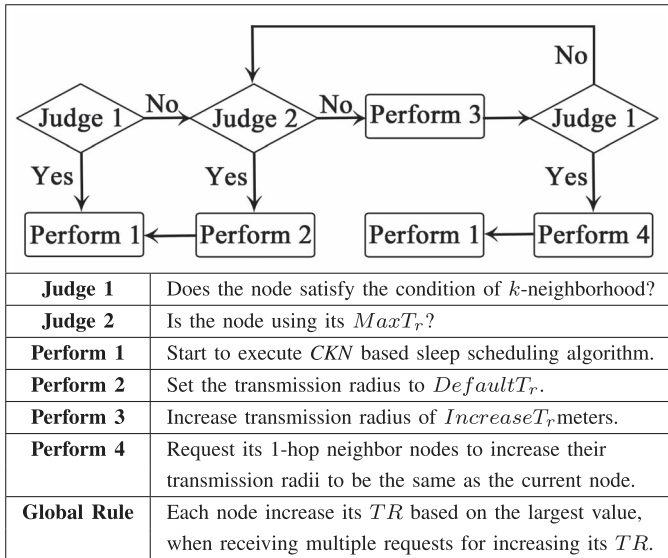 No
Judge 1 No Judge 2 No Perform 3 Judge 1
Yes Yes Yes
Perform 1 Perform 2 Perform 1 Perform 4
Judge 1 Does the node satisfy the condition of k-neighborhood?
Judge 2 Is the node using its MaxT_r?
Perform 1 Start to execute CKN based sleep scheduling algorithm.
Perform 2 Set the transmission radius to DefaultT_r.
Perform 3 Increase transmission radius of IncreaseT_r meters.
Perform 4 Request its 1-hop neighbor nodes to increase their
transmission radii to be the same as the current node.
Global Rule Each node increase its TR based on the largest value,
when receiving multiple requests for increasing its TR.